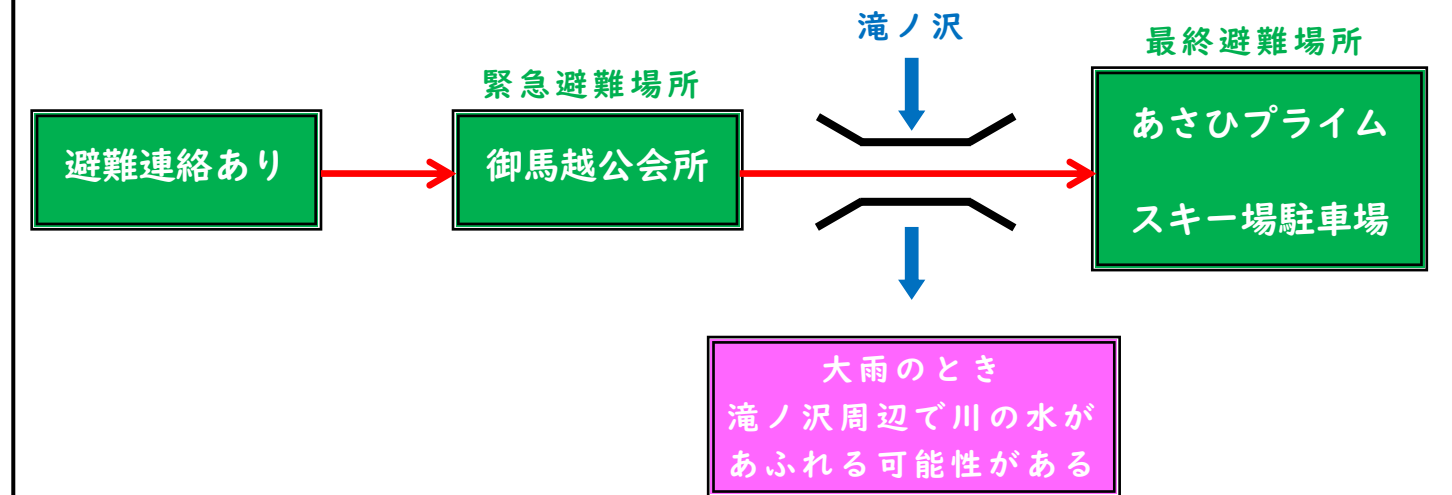 滝ノ沢
最終避難場所
緊急避難場所
避難連絡あり
御馬越公会所
あさひプライム
スキー場駐車場
大雨のとき
滝ノ沢周辺で川の水が
あふれる可能性がある